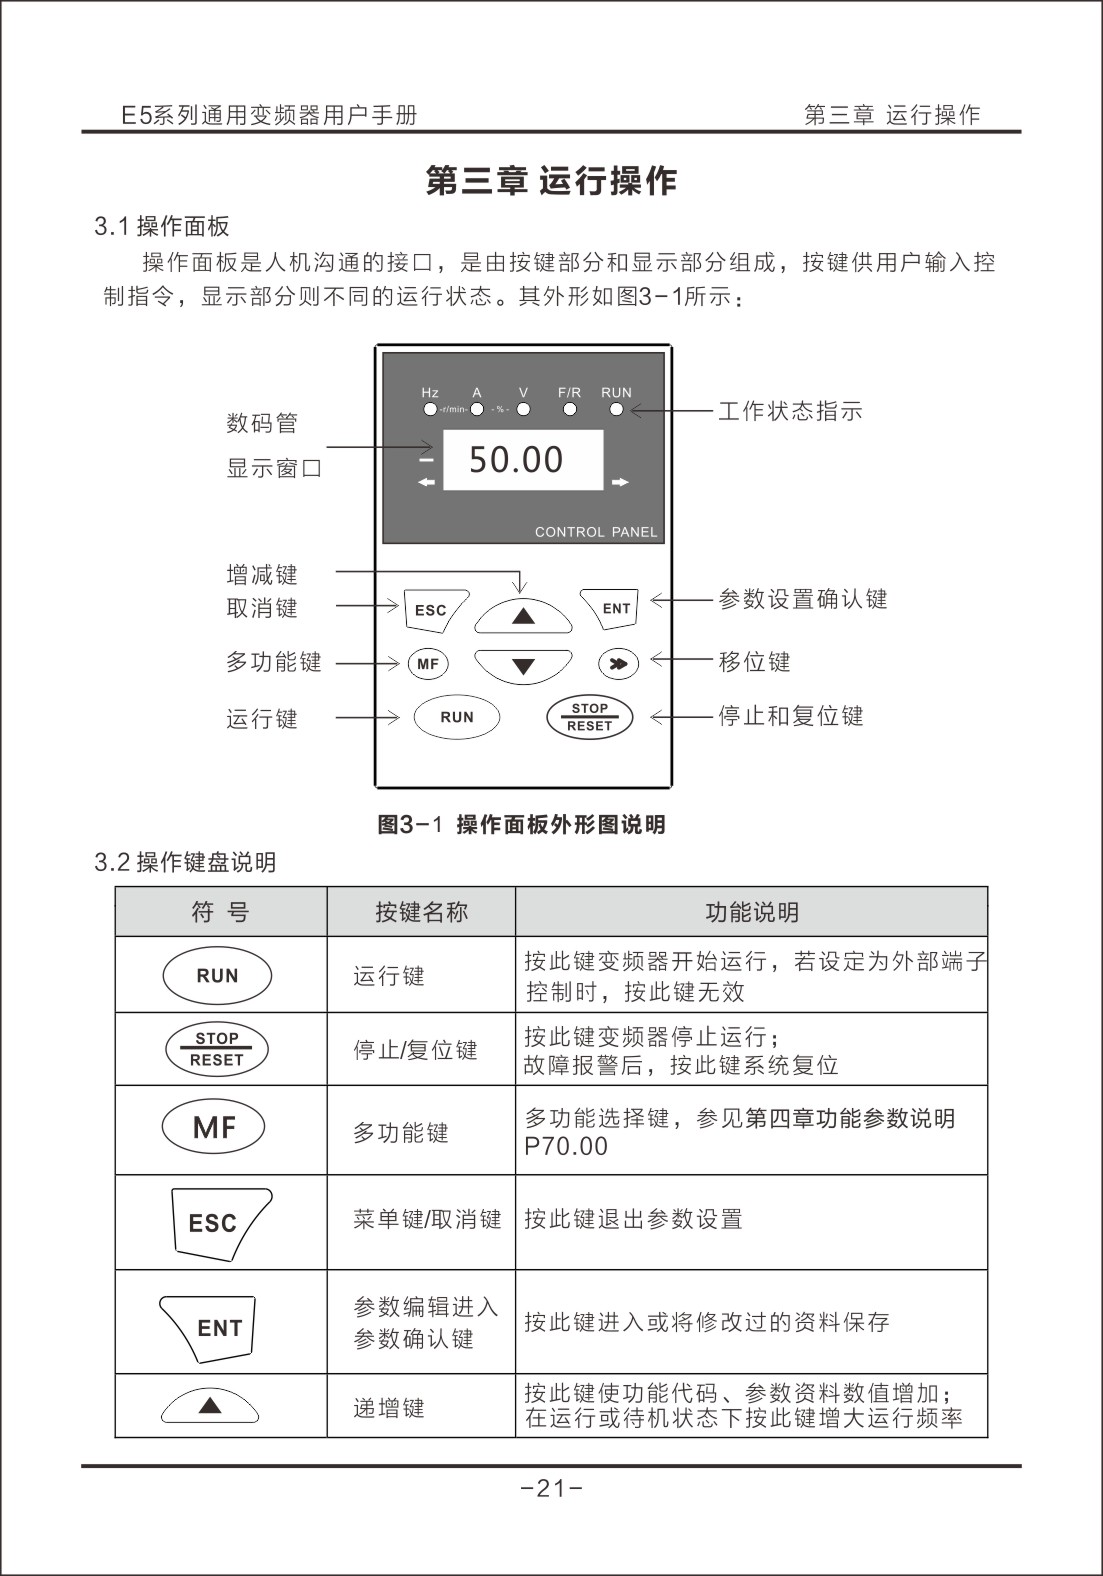 E5系列通用变频器用户手册 第三章 运行操作
第三章 运行操作
3.1 操作面板
操作面板是人机沟通的接口，是由按键部分和显示部分组成，按键供用户输入控
制指令，显示部分则不同的运行状态。其外形如图3-1所示：
Hz A V F/R RUN
-r/min- -%-
工作状态指示
数码管
显示窗口
50.00
CONTROL PANEL
增减键
取消键
ESC
ENT
参数设置确认键
多功能键
MF
移位键
运行键
RUN
STOP
RESET
停止和复位键
图3-1 操作面板外形图说明
3.2 操作键盘说明
符 号 按键名称 功能说明
RUN
运行键
按此键变频器开始运行，若设定为外部端子
控制时，按此键无效
STOP
RESET
停止/复位键
按此键变频器停止运行；
故障报警后，按此键系统复位
MF
多功能键
多功能选择键，参见第四章功能参数说明
P70.00
ESC
菜单键/取消键
按此键退出参数设置
ENT
参数编辑进入
参数确认键
按此键进入或将修改过的资料保存
递增键
按此键使功能代码、参数资料数值增加；
在运行或待机状态下按此键增大运行频率
-21-